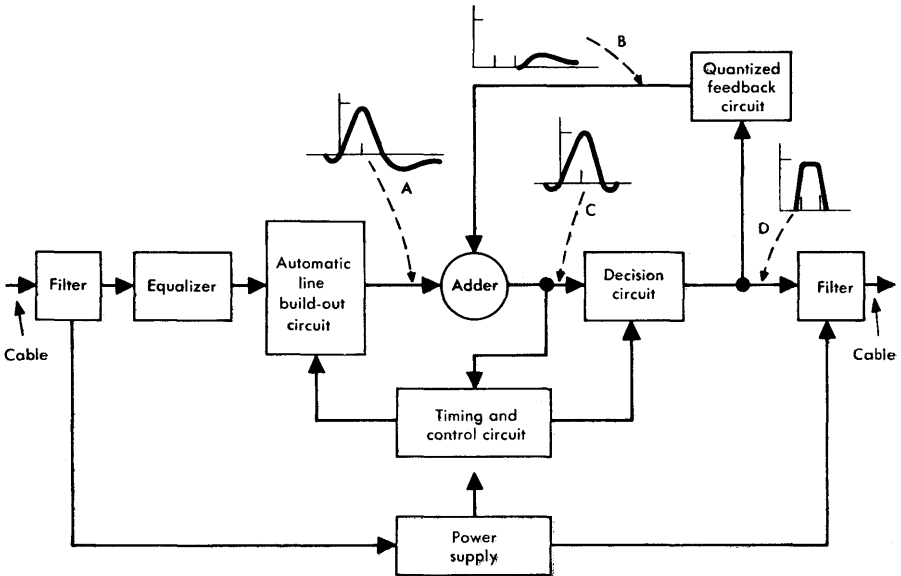 B
Quantized
feedback
circuit
A
C
D
Filter
Equalizer
Automatic
line
build-out
circuit
Adder
Decision
circuit
Filter
Cable
Cable
Timing and
control circuit
Power
supply